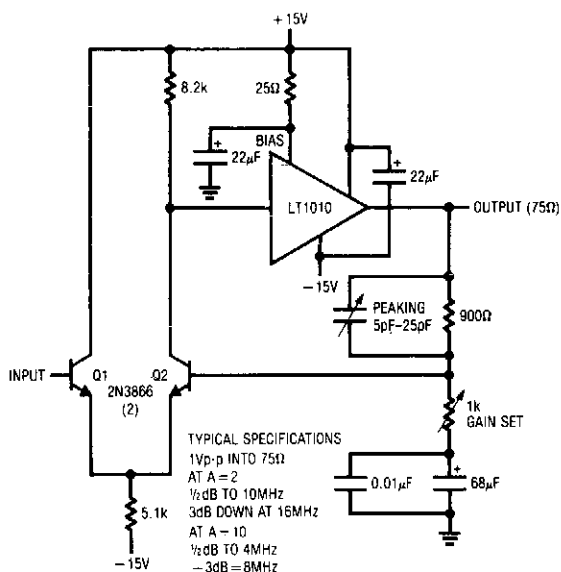 +15V
8.2k
25Ω
BIAS
+
22μF
LT1010
+
22μF
−15V
OUTPUT (75Ω)
PEAKING
5pF–25pF
900Ω
INPUT
Q1
Q2
2N3866
(2)
1k
GAIN SET
0.01μF
+
68μF
5.1k
−15V
TYPICAL SPECIFICATIONS
1Vp-p INTO 75Ω
AT A = 2
½dB TO 10MHz
3dB DOWN AT 16MHz
AT A – 10
½dB TO 4MHz
–3dB = 8MHz